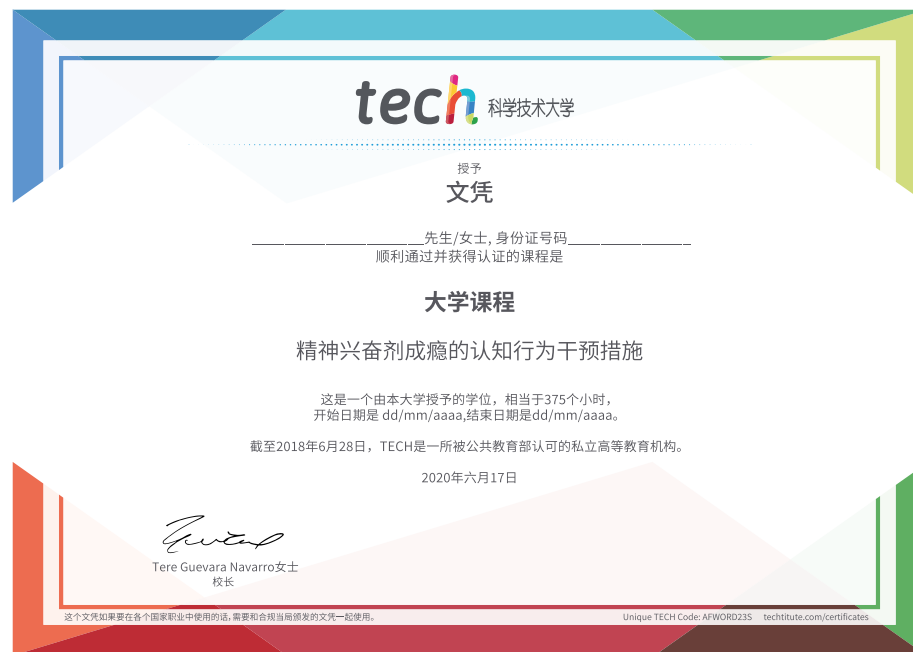 tech 科学技术大学
授予
文凭
______________________先生/女士, 身份证号码________________
顺利通过并获得认证的课程是
大学课程
精神兴奋剂成瘾的认知行为干预措施
这是一个由本大学授予的学位，相当于375个小时，
开始日期是 dd/mm/aaaa,结束日期是dd/mm/aaaa。
截至2018年6月28日，TECH是一所被公共教育部认可的私立高等教育机构。
2020年六月17日
Tere Guevara Navarro女士
校长
这个文凭如果要在各个国家职业中使用的话,需要和合规当局颁发的文凭一起使用。
Unique TECH Code: AFWORD23S techtitute.com/certificates